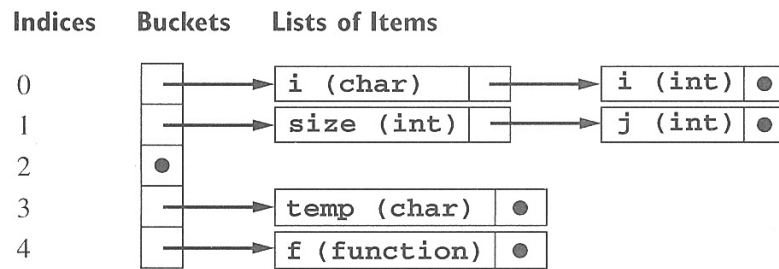 Indices Buckets Lists of Items
0 i (char) i (int)
1 size (int) j (int)
2
3 temp (char)
4 f (function)